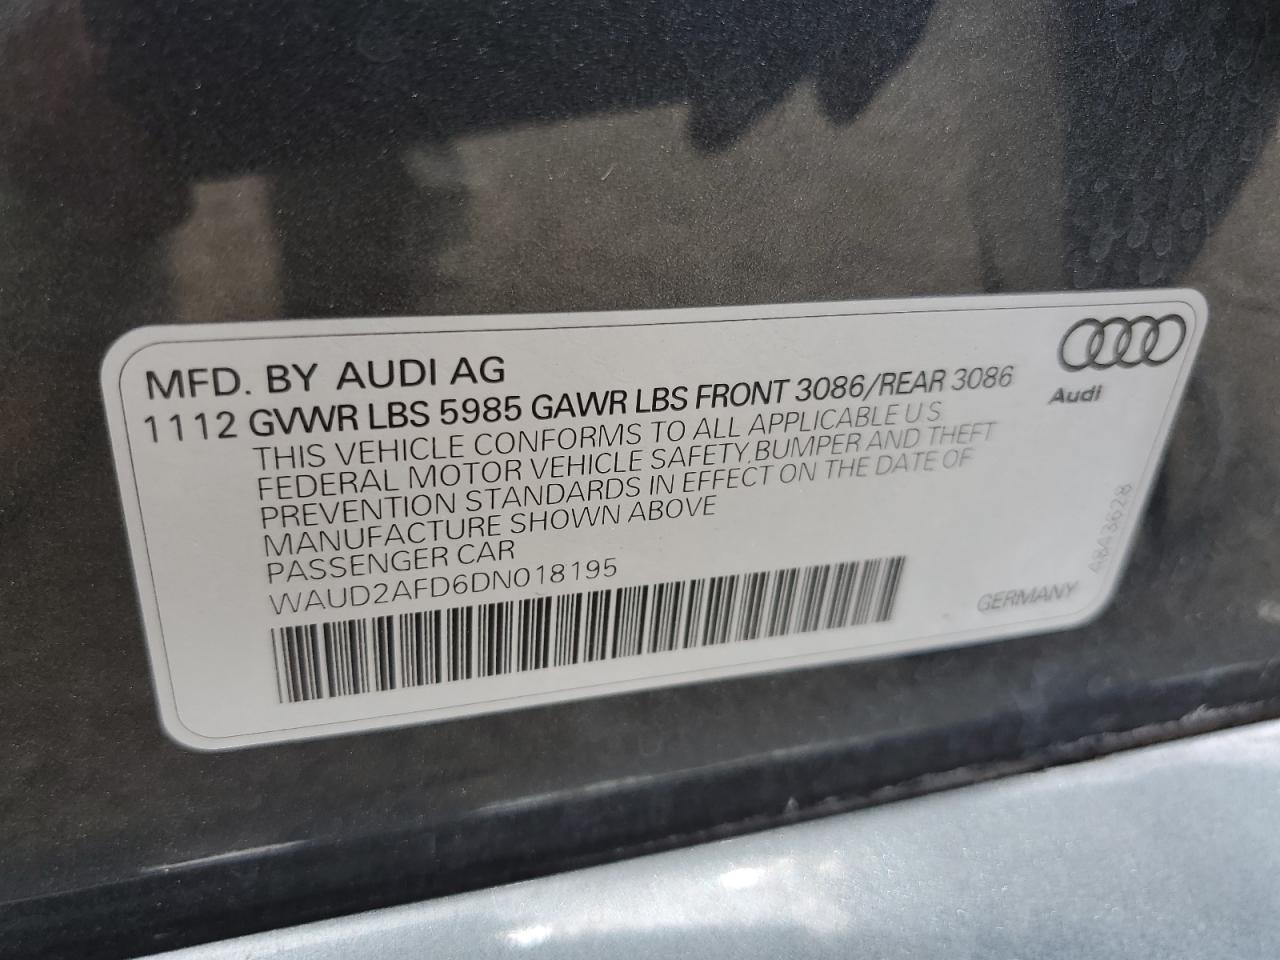 MFD. BY AUDI AG
1112 GVWR LBS 5985 GAWR LBS FRONT 3086/REAR 3086
Audi
THIS VEHICLE CONFORMS TO ALL APPLICABLE U S
FEDERAL MOTOR VEHICLE SAFETY, BUMPER AND THEFT
PREVENTION STANDARDS IN EFFECT ON THE DATE OF
MANUFACTURE SHOWN ABOVE
PASSENGER CAR
WAUD2AFD6DN018195
GERMANY
A8A3628